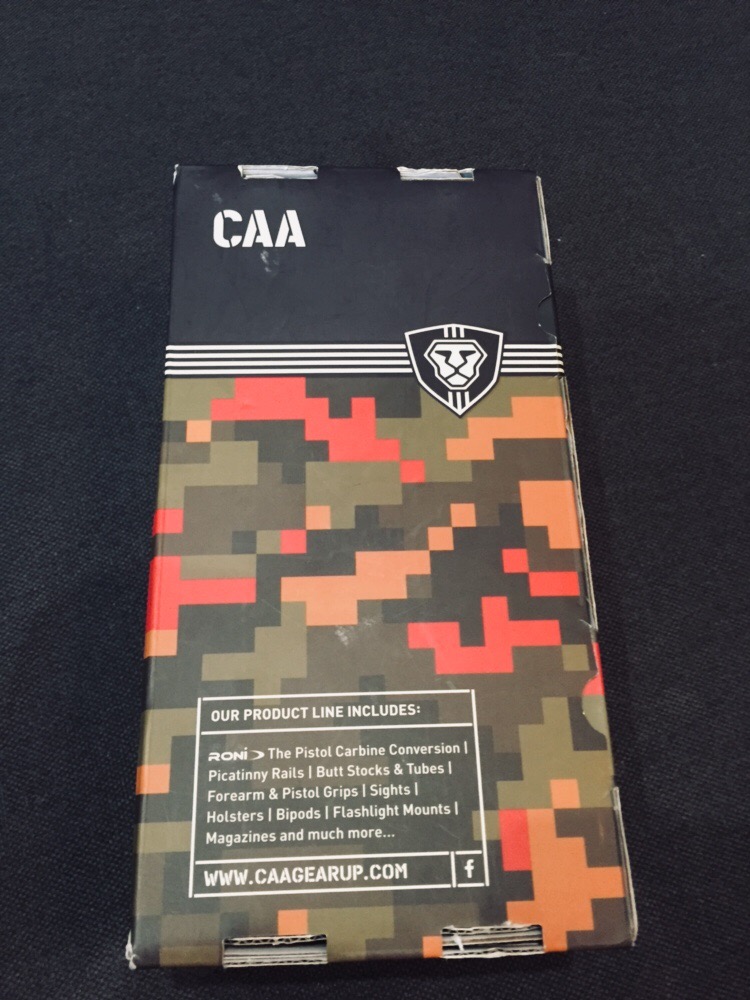 CAA
OUR PRODUCT LINE INCLUDES:
RONI The Pistol Carbine Conversion |
Picatinny Rails | Butt Stocks & Tubes |
Forearm & Pistol Grips | Sights |
Holsters | Bipods | Flashlight Mounts |
Magazines and much more...
WWW.CAAGEARUP.COM f